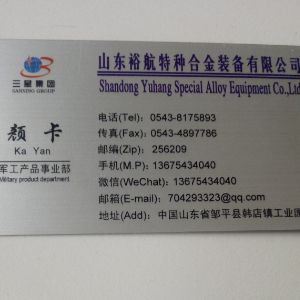 山东裕航特种合金装备有限公司
Shandong Yuhang Special Alloy Equipment Co.,Ltd
三星集团
SANXING GROUP
颜 卡
Ka Yan
军工产品事业部
Military product department
电话(Tel): 0543-8175893
传真(Fax): 0543-4897786
邮编(Zip): 256209
手机(M.P): 13675434040
微信(WeChat): 13675434040
邮箱(E-mail): 704293323@qq.com
地址(Add): 中国山东省邹平县韩店镇工业园